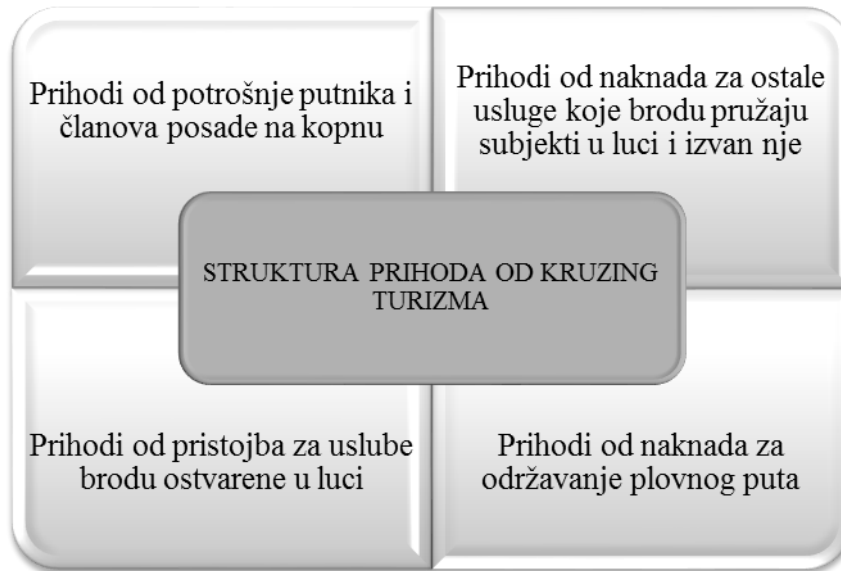 Prihodi od potrošnje putnika i
članova posade na kopnu
Prihodi od naknada za ostale
usluge koje brodu pružaju
subjekti u luci i izvan nje
STRUKTURA PRIHODA OD KRUZING
TURIZMA
Prihodi od pristojba za uslube
brodu ostvarene u luci
Prihodi od naknada za
održavanje plovnog puta